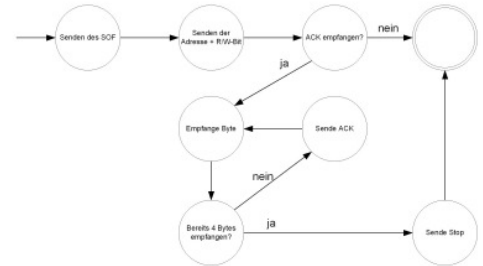 Senden des SOF
Senden der
Adresse + R/W-Bit
ACK empfangen?
nein
ja
Empfange Byte
Sende ACK
nein
Bereits 4 Bytes
empfangen?
ja
Sende Stop